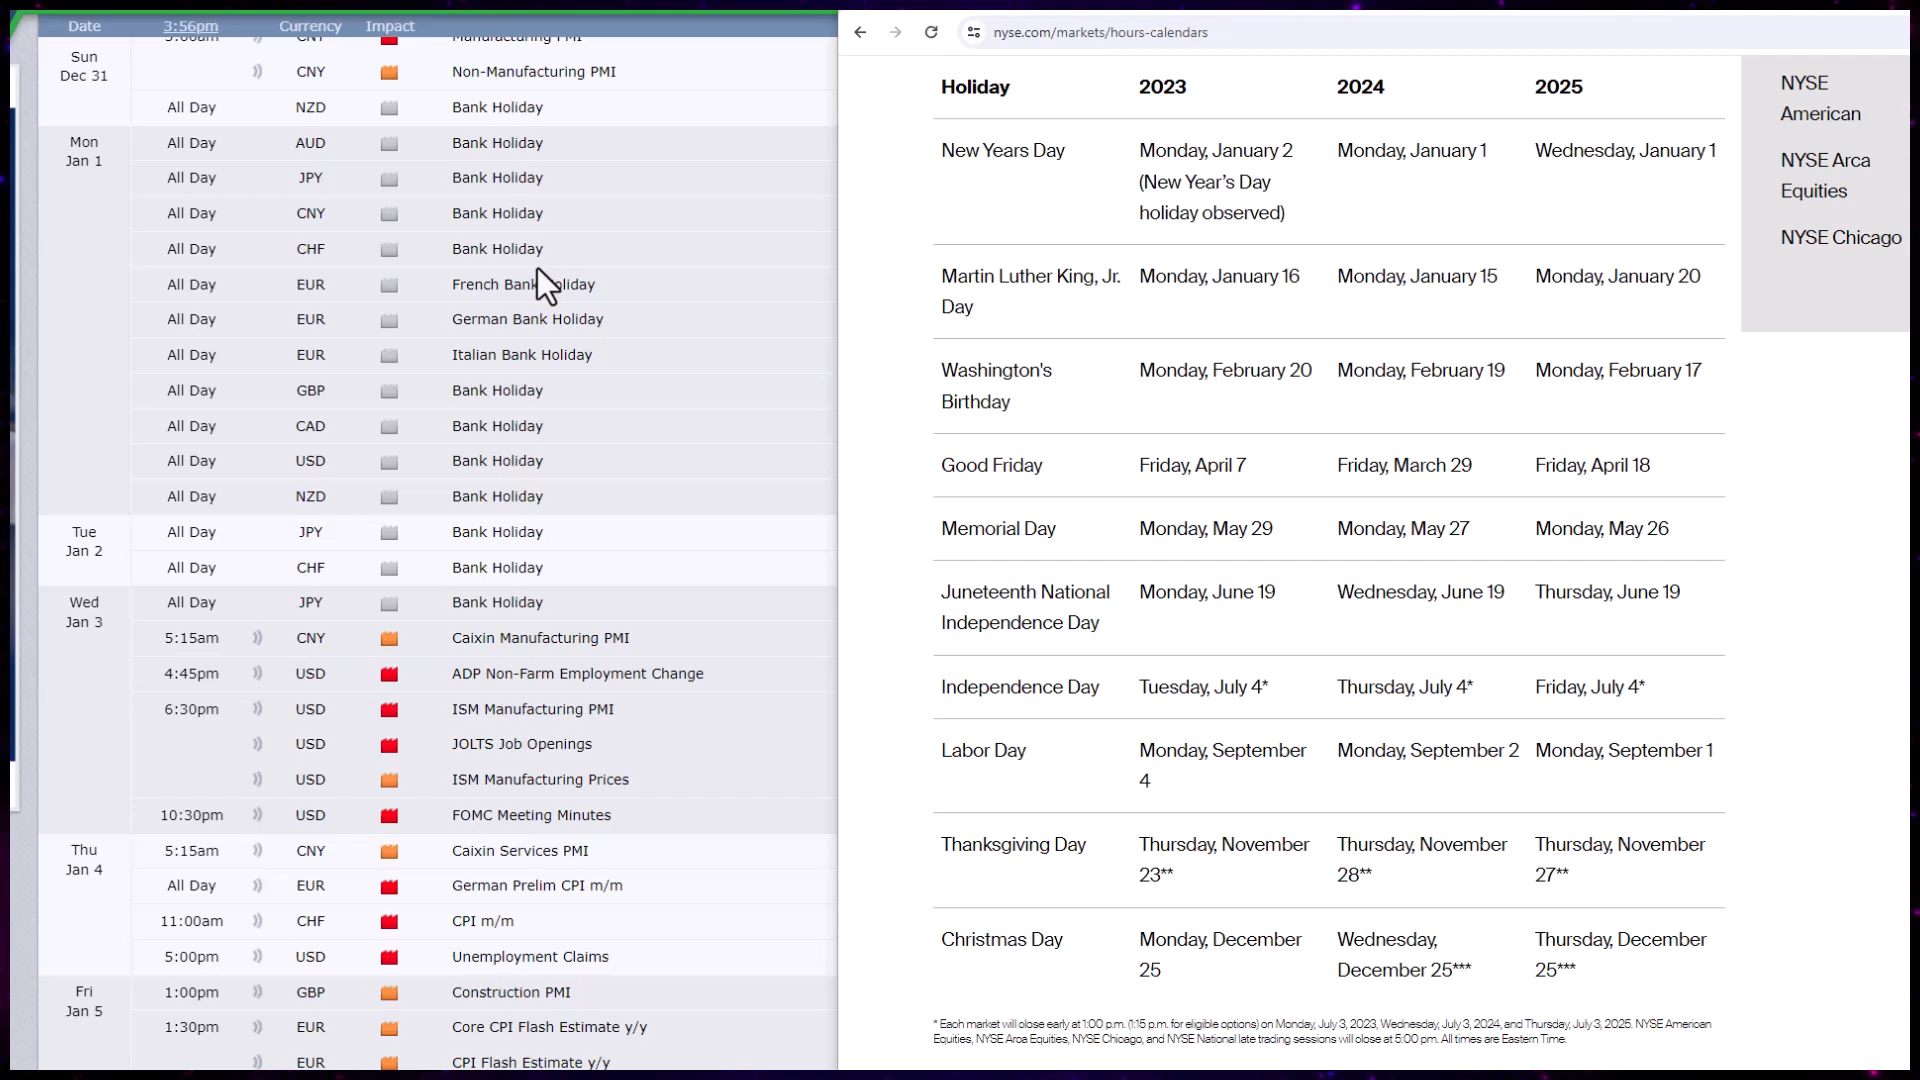 Date 3:56pm Currency Impact
5:00am CNY Manufacturing PMI
Sun
Dec 31
CNY Non-Manufacturing PMI
All Day NZD Bank Holiday
Mon
Jan 1
All Day AUD Bank Holiday
All Day JPY Bank Holiday
All Day CNY Bank Holiday
All Day CHF Bank Holiday
All Day EUR French Bank Holiday
All Day EUR German Bank Holiday
All Day EUR Italian Bank Holiday
All Day GBP Bank Holiday
All Day CAD Bank Holiday
All Day USD Bank Holiday
All Day NZD Bank Holiday
Tue
Jan 2
All Day JPY Bank Holiday
All Day CHF Bank Holiday
Wed
Jan 3
All Day JPY Bank Holiday
5:15am CNY Caixin Manufacturing PMI
4:45pm USD ADP Non-Farm Employment Change
6:30pm USD ISM Manufacturing PMI
USD JOLTS Job Openings
USD ISM Manufacturing Prices
10:30pm USD FOMC Meeting Minutes
Thu
Jan 4
5:15am CNY Caixin Services PMI
All Day EUR German Prelim CPI m/m
11:00am CHF CPI m/m
5:00pm USD Unemployment Claims
Fri
Jan 5
1:00pm GBP Construction PMI
1:30pm EUR Core CPI Flash Estimate y/y
EUR CPI Flash Estimate y/y
nyse.com/markets/hours-calendars
Holiday 2023 2024 2025
New Years Day Monday, January 2 Monday, January 1 Wednesday, January 1
(New Year’s Day
holiday observed)
Martin Luther King, Jr. Monday, January 16 Monday, January 15 Monday, January 20
Day
Washington's Monday, February 20 Monday, February 19 Monday, February 17
Birthday
Good Friday Friday, April 7 Friday, March 29 Friday, April 18
Memorial Day Monday, May 29 Monday, May 27 Monday, May 26
Juneteenth National Monday, June 19 Wednesday, June 19 Thursday, June 19
Independence Day
Independence Day Tuesday, July 4* Thursday, July 4* Friday, July 4*
Labor Day Monday, September Monday, September 2 Monday, September 1
4
Thanksgiving Day Thursday, November Thursday, November Thursday, November
23** 28** 27**
Christmas Day Monday, December Wednesday, Thursday, December
25 December 25*** 25***
* Each market will close early at 1:00 p.m. (1:15 p.m. for eligible options) on Monday, July 3, 2023, Wednesday, July 3, 2024, and Thursday, July 3, 2025. NYSE American
Equities, NYSE Arca Equities, NYSE Chicago, and NYSE National late trading sessions will close at 5:00 pm. All times are Eastern Time.
NYSE
American
NYSE Arca
Equities
NYSE Chicago